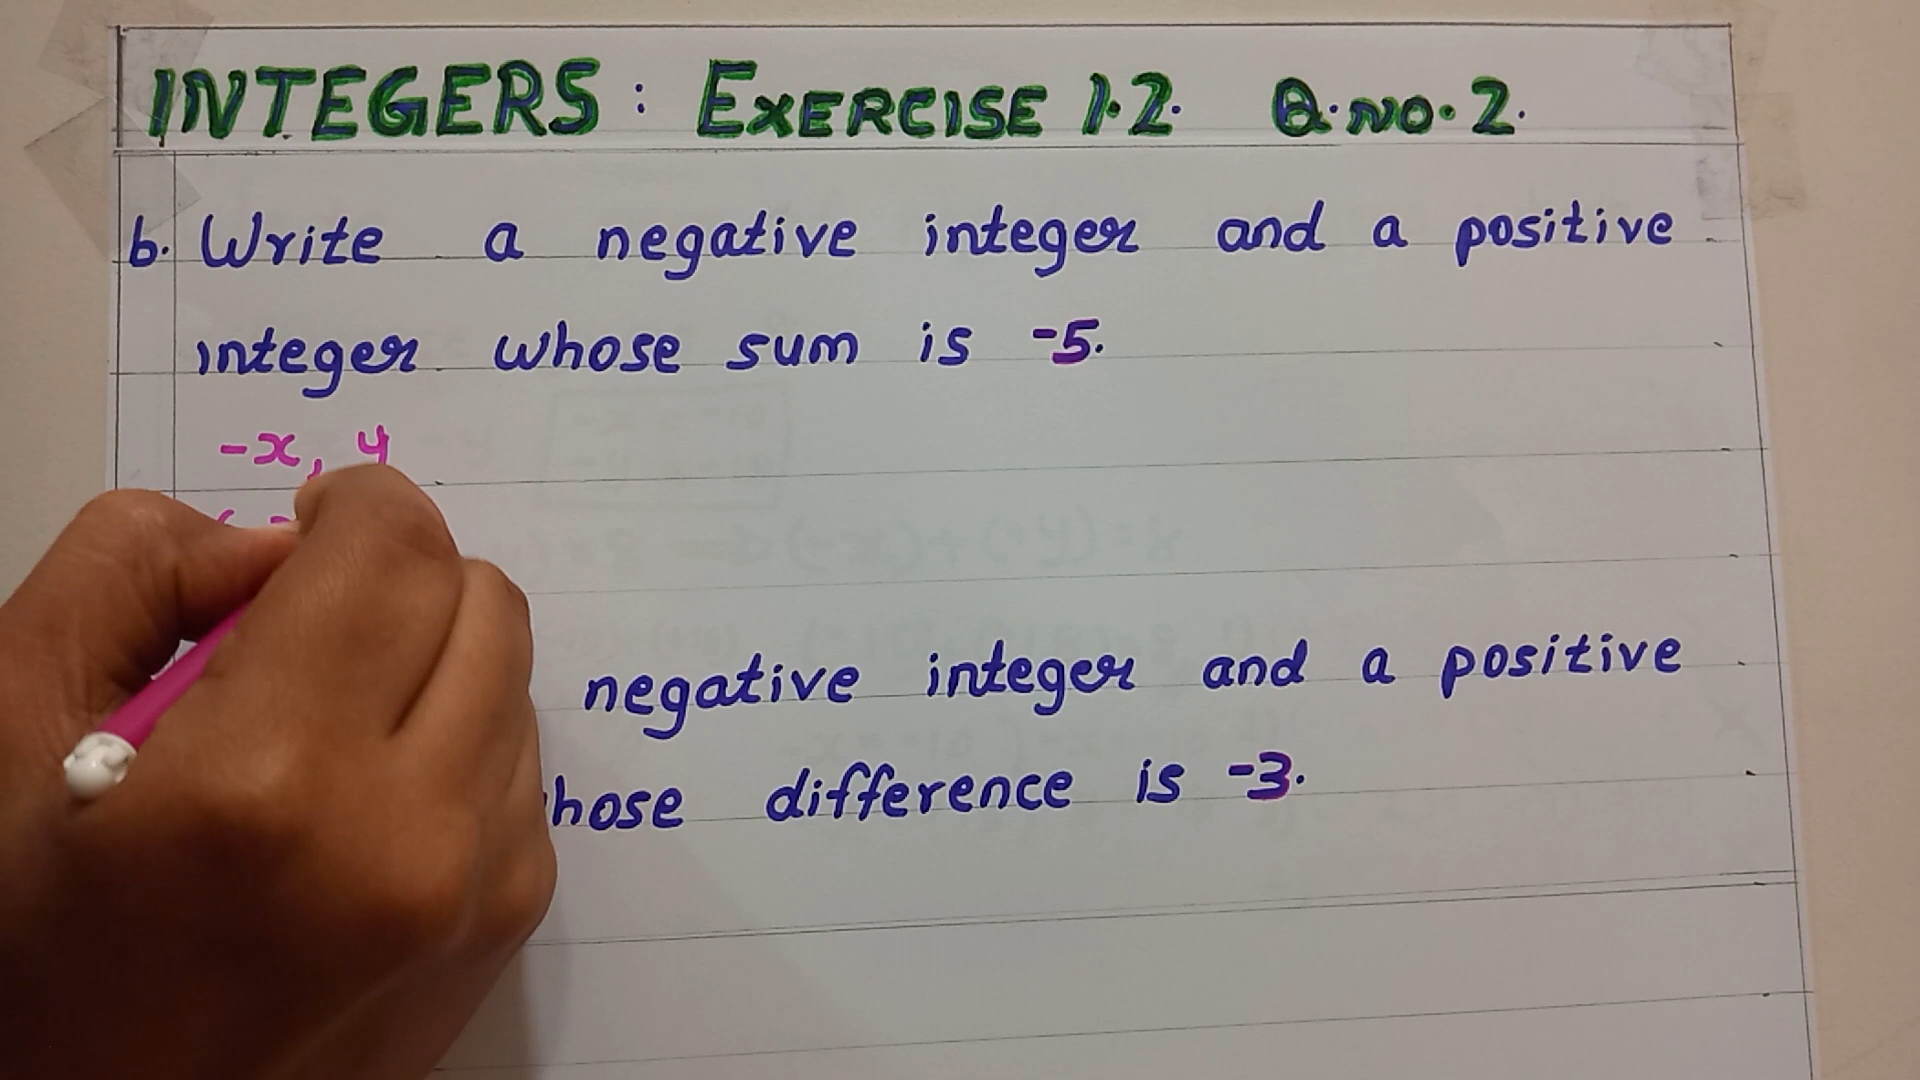 INTEGERS: EXERCISE 1.2. Q.NO.2.
b. Write a negative integer and a positive
integer whose sum is -5.
-x, y
negative integer and a positive
hose difference is -3.